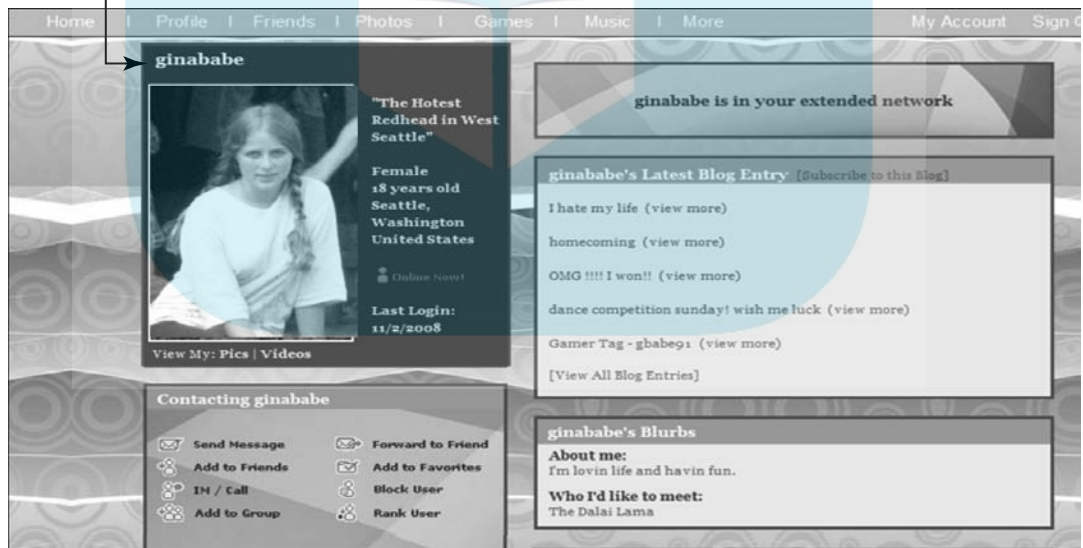 Home | Profile | Friends | Photos | Games | Music | More My Account Sign
ginababe
"The Hotest
Redhead in West
Seattle"
Female
18 years old
Seattle,
Washington
United States
Online Now!
Last Login:
11/2/2008
View My: Pics | Videos
Contacting ginababe
Send Message
Forward to Friend
Add to Friends
Add to Favorites
IM / Call
Block User
Add to Group
Rank User
ginababe is in your extended network
ginababe's Latest Blog Entry [Subscribe to this Blog]
I hate my life (view more)
homecoming (view more)
OMG !!!! I won!! (view more)
dance competition sunday! wish me luck (view more)
Gamer Tag - gbabe91 (view more)
[View All Blog Entries]
ginababe's Blurbs
About me:
I'm lovin life and havin fun.
Who I'd like to meet:
The Dalai Lama